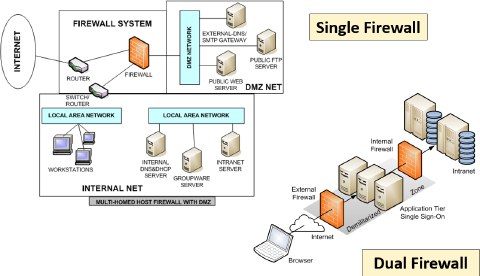 FIREWALL SYSTEM
INTERNET
ROUTER
FIREWALL
SWITCH/
ROUTER
DMZ NETWORK
EXTERNAL-DNS/
SMTP GATEWAY
PUBLIC FTP
SERVER
PUBLIC WEB
SERVER
DMZ NET
Single Firewall
LOCAL AREA NETWORK
LOCAL AREA NETWORK
WORKSTATIONS
INTERNAL
DNS&DHCP
SERVER
GROUPWARE
SERVER
INTRANET
SERVER
INTERNAL NET
MULTI-HOMED HOST FIREWALL WITH DMZ
Internal
Firewall
Intranet
External
Firewall
Demilitarized
Zone
Application Tier
Single Sign-On
Internet
Browser
Dual Firewall